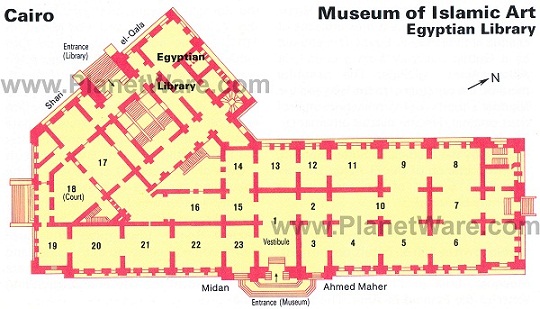 Cairo
Museum of Islamic Art
Egyptian Library
Entrance
(Library)
el-Qala
Shari
Egyptian
Library
www.PlanetWare.com
N
14
13
12
11
9
8
17
18
(Court)
16
15
1
2
10
7
www.PlanetWare.com
19
20
21
22
23
Vestibule
3
4
5
6
Midan
Ahmed Maher
Entrance (Museum)